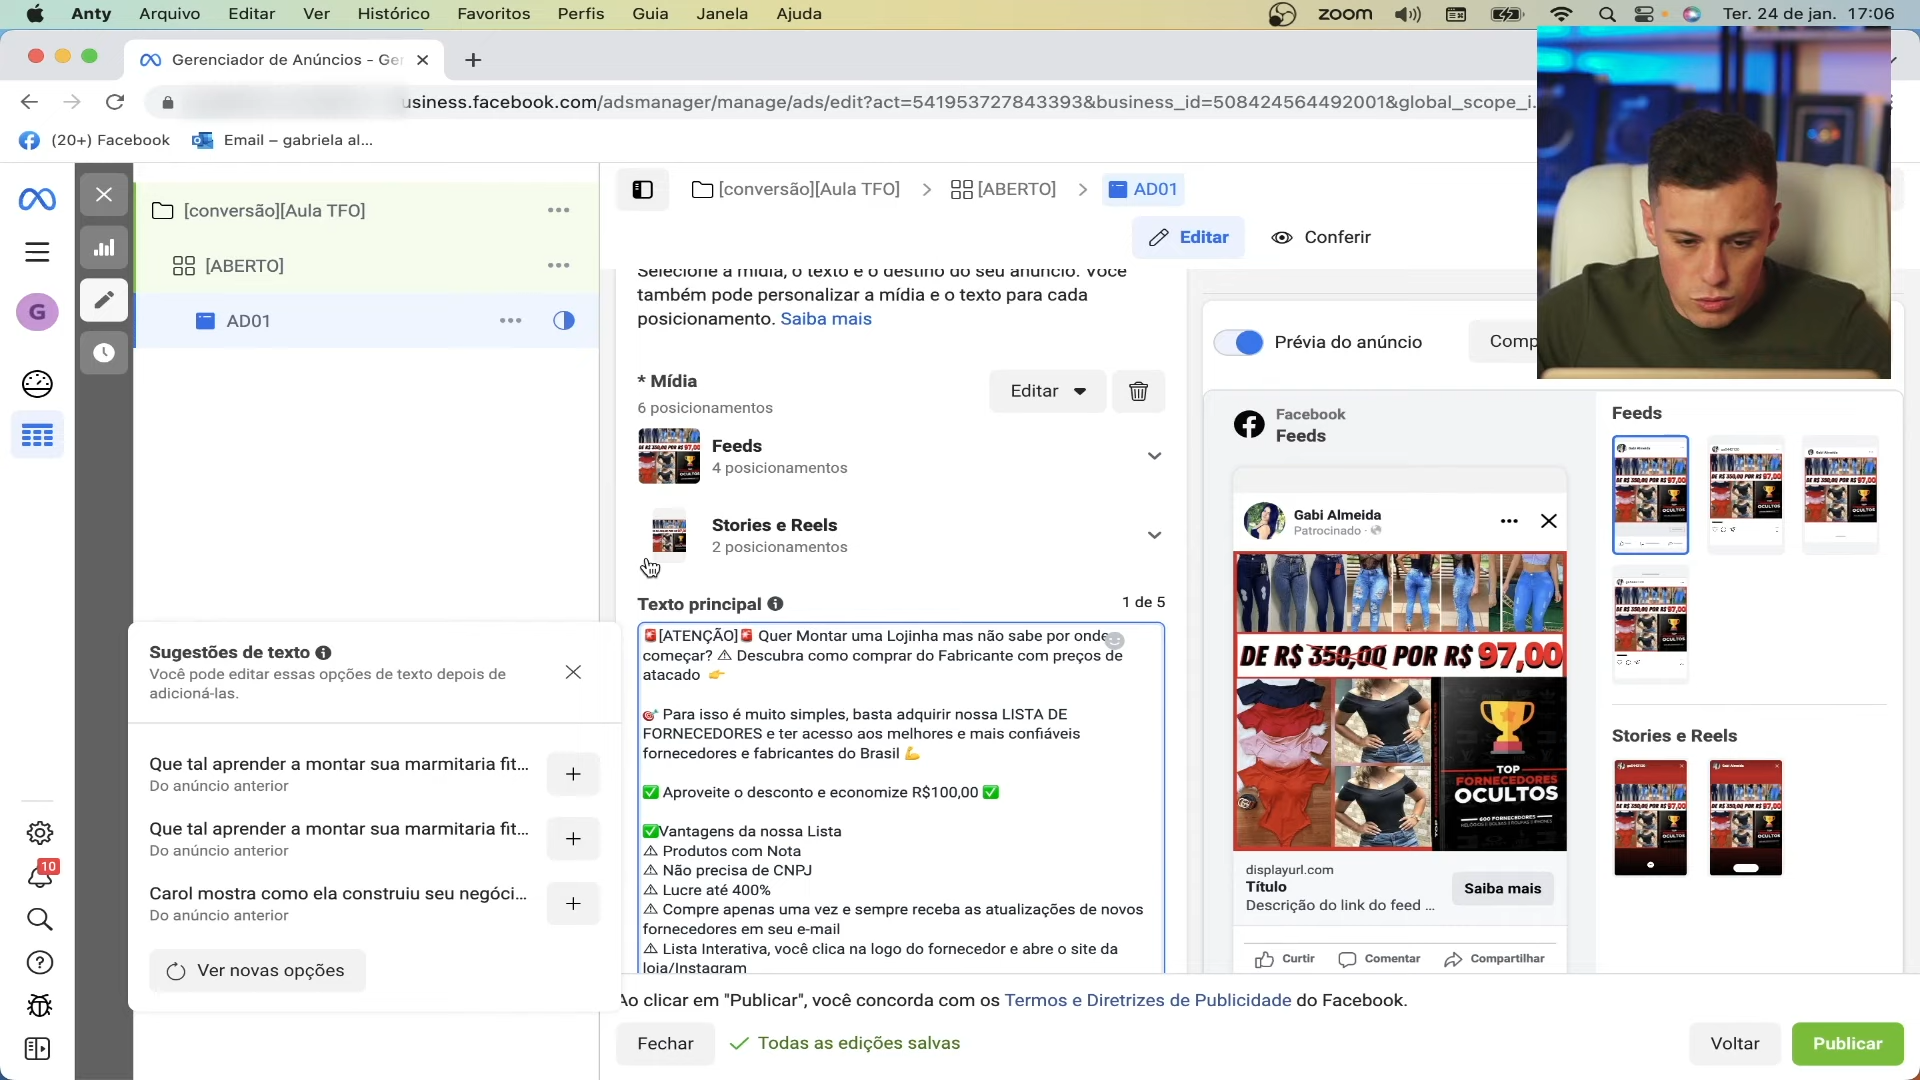 Anty Arquivo Editar Ver Histórico Favoritos Perfis Guia Janela Ajuda zoom Ter. 24 de jan. 17:06
Gerenciador de Anúncios - Ger
usiness.facebook.com/adsmanager/manage/ads/edit?act=541953727843393&business_id=508424564492001&global_scope_i...
(20+) Facebook Email – gabriela al...
[conversão][Aula TFO]
[ABERTO]
AD01
G
10
[conversão][Aula TFO] > [ABERTO] > AD01
Editar Conferir
Selecione a mídia, o texto e o destino do seu anúncio. Você
também pode personalizar a mídia e o texto para cada
posicionamento. Saiba mais
* Mídia
6 posicionamentos
Editar
Feeds
4 posicionamentos
Stories e Reels
2 posicionamentos
Texto principal 1 de 5
🚨[ATENÇÃO]🚨 Quer Montar uma Lojinha mas não sabe por onde
começar? ⚠ Descubra como comprar do Fabricante com preços de
atacado 👉
🎯 Para isso é muito simples, basta adquirir nossa LISTA DE
FORNECEDORES e ter acesso aos melhores e mais confiáveis
fornecedores e fabricantes do Brasil 💪
✅ Aproveite o desconto e economize R$100,00 ✅
✅Vantagens da nossa Lista
⚠ Produtos com Nota
⚠ Não precisa de CNPJ
⚠ Lucre até 400%
⚠ Compre apenas uma vez e sempre receba as atualizações de novos
fornecedores em seu e-mail
⚠ Lista Interativa, você clica na logo do fornecedor e abre o site da
loja/Instagram
Sugestões de texto
Você pode editar essas opções de texto depois de
adicioná-las.
Que tal aprender a montar sua marmitaria fit...
Do anúncio anterior
Que tal aprender a montar sua marmitaria fit...
Do anúncio anterior
Carol mostra como ela construiu seu negóci...
Do anúncio anterior
Ver novas opções
Prévia do anúncio Comp
Facebook
Feeds
Gabi Almeida
Patrocinado ·
DE R$ 350,00 POR R$ 97,00
TOP
FORNECEDORES
OCULTOS
600 FORNECEDORES
displayurl.com
Título
Descrição do link do feed ...
Saiba mais
Curtir Comentar Compartilhar
Feeds
Stories e Reels
Ao clicar em "Publicar", você concorda com os Termos e Diretrizes de Publicidade do Facebook.
Fechar Todas as edições salvas Voltar Publicar